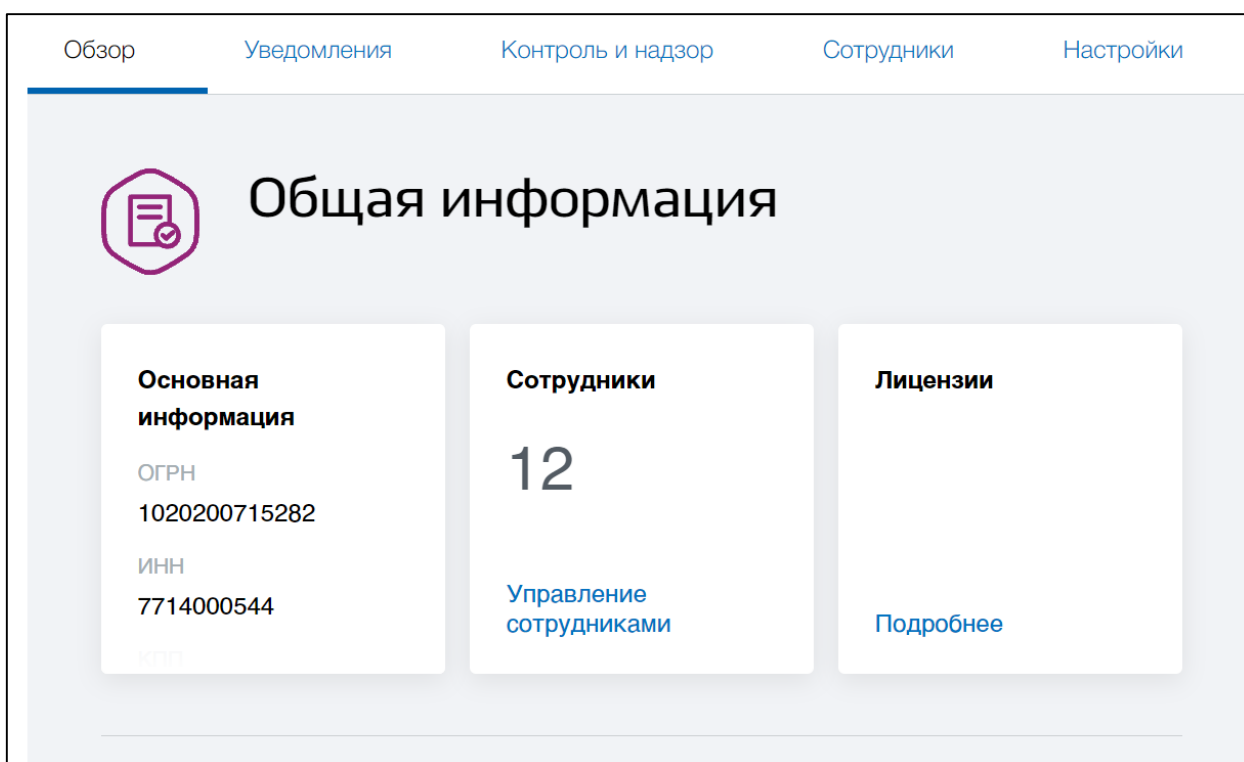 Обзор Уведомления Контроль и надзор Сотрудники Настройки
Общая информация
Основная
информация
ОГРН
1020200715282
ИНН
7714000544
КПП
Сотрудники
12
Управление
сотрудниками
Лицензии
Подробнее